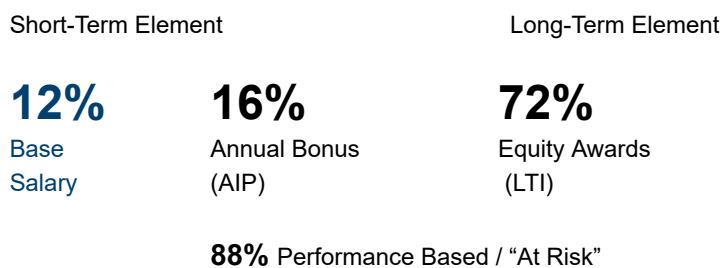 Short-Term Element Long-Term Element
12% 16% 72%
Base Annual Bonus Equity Awards
Salary (AIP) (LTI)
88% Performance Based / “At Risk”